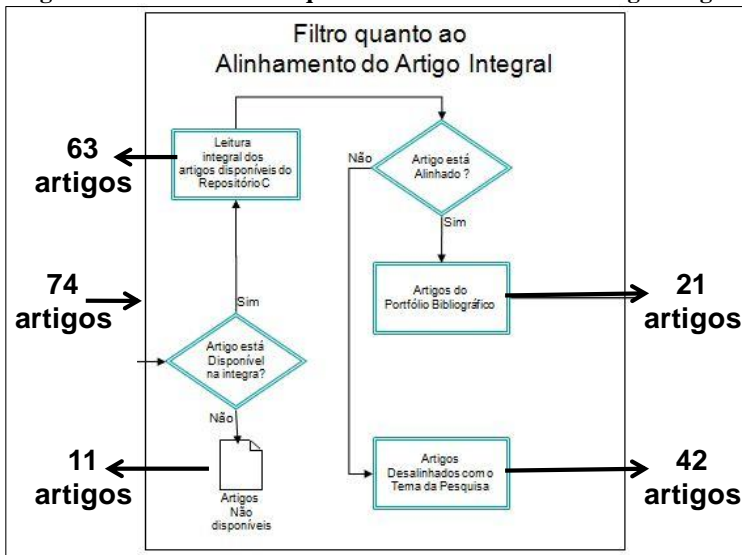 Filtro quanto ao
Alinhamento do Artigo Integral
63
artigos
Leitura
integral dos
artigos disponíveis do
Repositório C
Não
Artigo está
Alinhado ?
Sim
74
artigos
Artigos do
Portfólio Bibliográfico
21
artigos
Sim
Artigo está
Disponível
na íntegra?
Não
11
artigos
Artigos
Não
disponíveis
Artigos
Desalinhados com o
Tema da Pesquisa
42
artigos